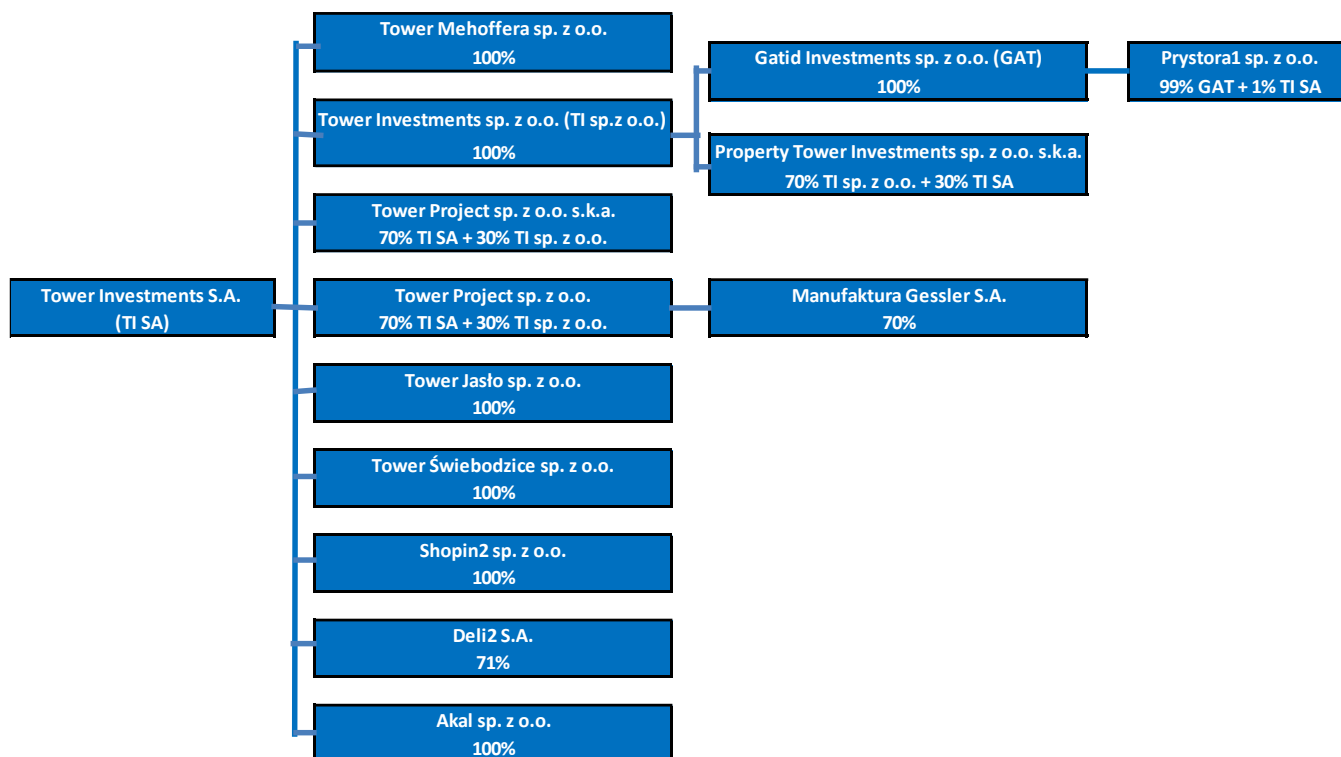 Tower Mehoffera sp. z o.o.
100%
Gatid Investments sp. z o.o. (GAT)
100%
Prystora1 sp. z o.o.
99% GAT + 1% TI SA
Tower Investments sp. z o.o. (TI sp.z o.o.)
100%
Property Tower Investments sp. z o.o. s.k.a.
70% TI sp. z o.o. + 30% TI SA
Tower Project sp. z o.o. s.k.a.
70% TI SA + 30% TI sp. z o.o.
Tower Investments S.A.
(TI SA)
Tower Project sp. z o.o.
70% TI SA + 30% TI sp. z o.o.
Manufaktura Gessler S.A.
70%
Tower Jasło sp. z o.o.
100%
Tower Świebodzice sp. z o.o.
100%
Shopin2 sp. z o.o.
100%
Deli2 S.A.
71%
Akal sp. z o.o.
100%